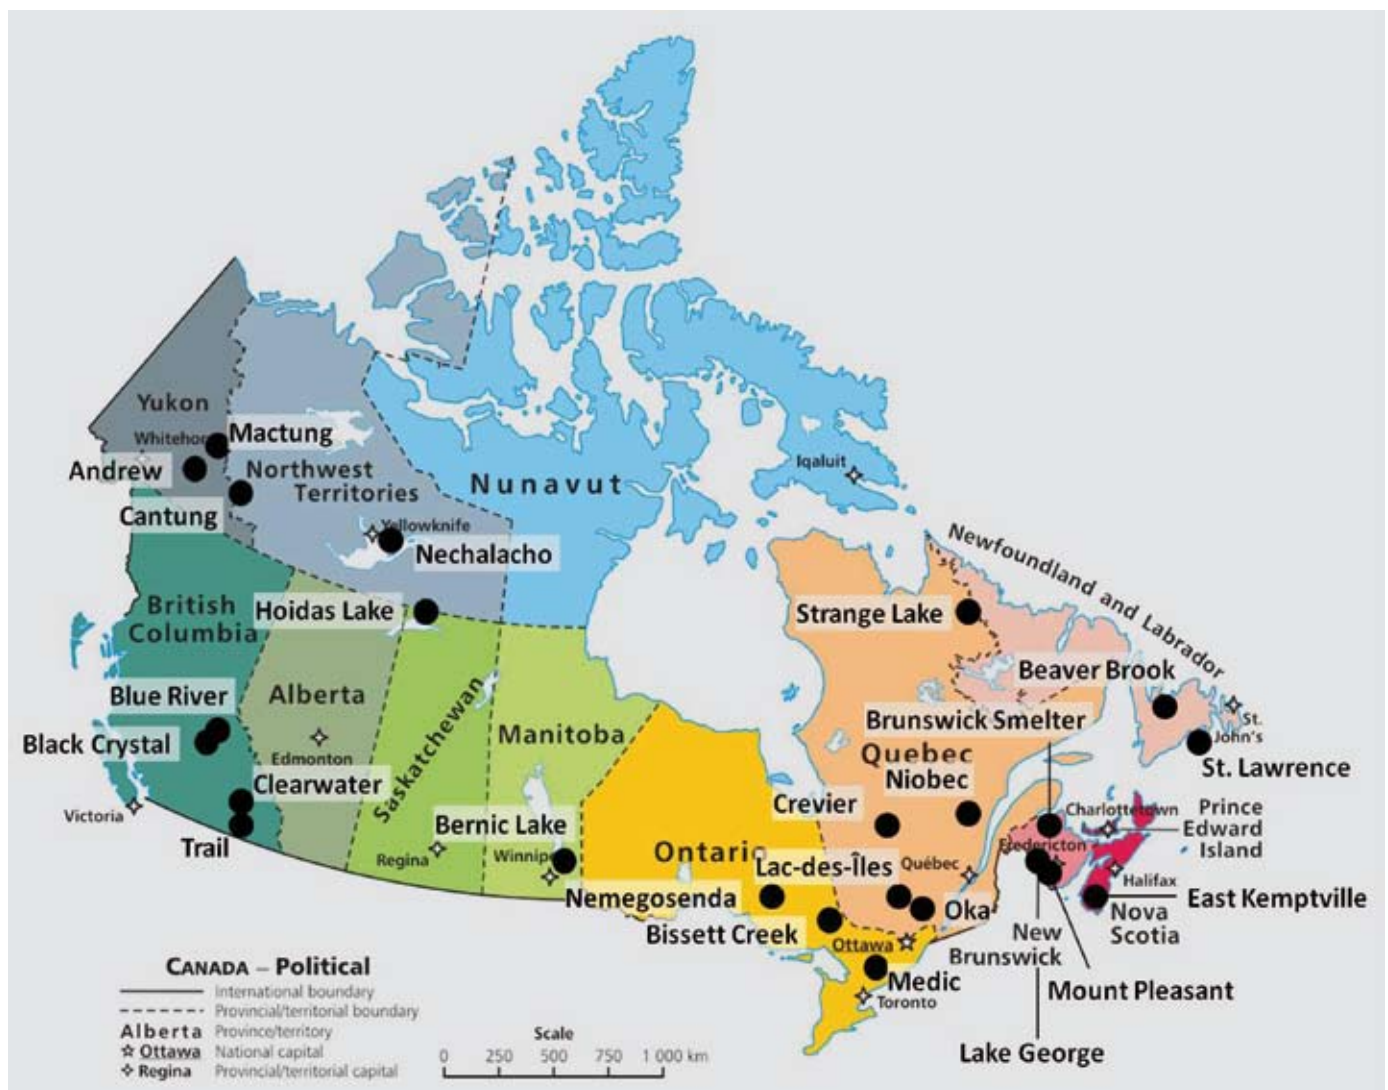 Yukon
Mactung
Andrew
Northwest
Territories
Cantung
Yellowknife
Nechalacho
Nunavut
Iqaluit
British
Columbia
Hoidas Lake
Strange Lake
Newfoundland and Labrador
Blue River
Alberta
Black Crystal
Edmonton
Clearwater
Saskatchewan
Manitoba
Beaver Brook
Brunswick Smelter
Quebec
Niobec
St.
John's
St. Lawrence
Victoria
Trail
Regina
Bernic Lake
Ontario
Crevier
Lac-des-Îles
Québec
Charlottetown
Prince
Edward
Island
Fredericton
Halifax
Nemegosenda
Bissett Creek
Oka
East Kemptville
Nova
Scotia
New
Brunswick
Ottawa
Medic
Toronto
Mount Pleasant
Lake George
CANADA – Political
International boundary
Provincial/territorial boundary
Alberta Province/territory
Ottawa National capital
Regina Provincial/territorial capital
Scale
0 250 500 750 1 000 km